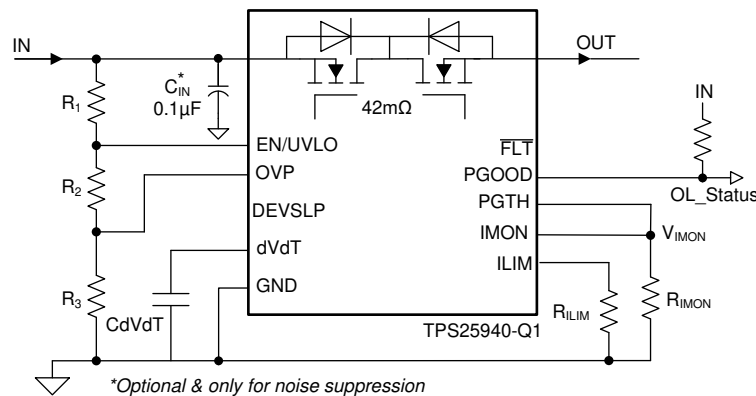 IN
OUT
C*IN
0.1µF
42mΩ
IN
R1
EN/UVLO
FLT
R2
OVP
PGOOD
OL_Status
DEVSLP
PGTH
dVdT
IMON
VIMON
ILIM
R3
GND
CdVdT
RILIM
RIMON
TPS25940-Q1
*Optional & only for noise suppression